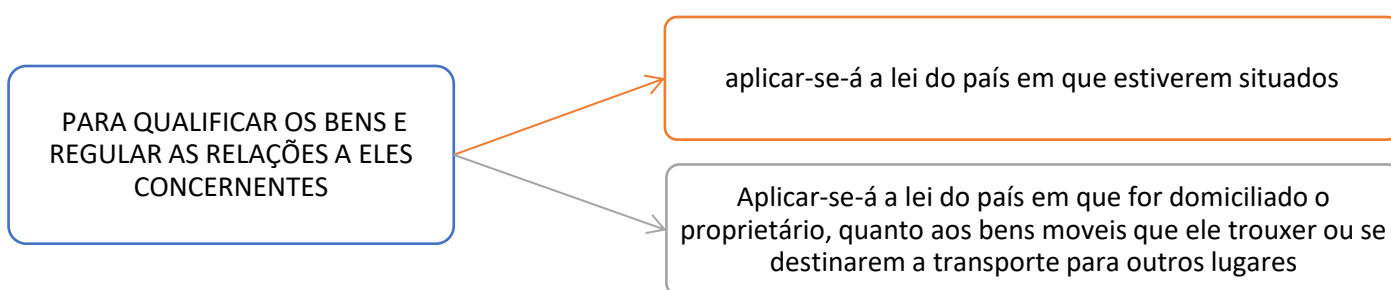 PARA QUALIFICAR OS BENS E
REGULAR AS RELAÇÕES A ELES
CONCERNENTES
aplicar-se-á a lei do país em que estiverem situados
Aplicar-se-á a lei do país em que for domiciliado o
proprietário, quanto aos bens moveis que ele trouxer ou se
destinarem a transporte para outros lugares